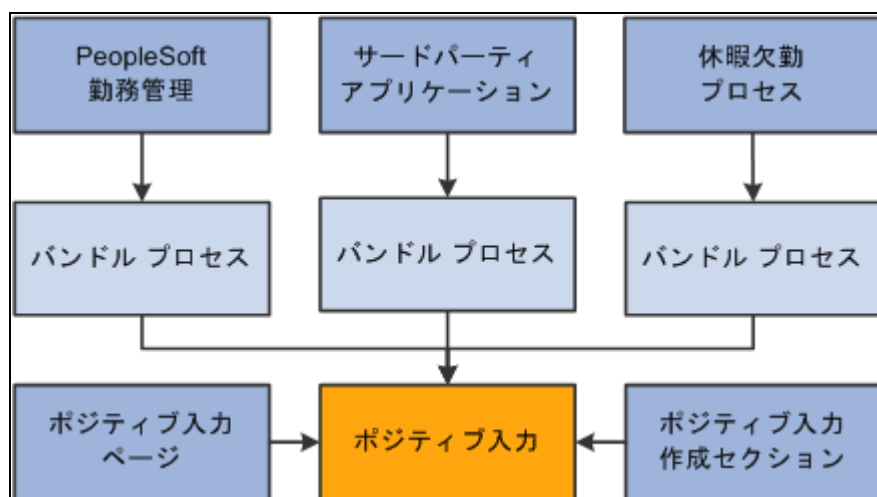 PeopleSoft
勤務管理
サードパーティ
アプリケーション
休暇欠勤
プロセス
バンドル プロセス
バンドル プロセス
バンドル プロセス
ポジティブ入力
ページ
ポジティブ入力
ポジティブ入力
作成セクション